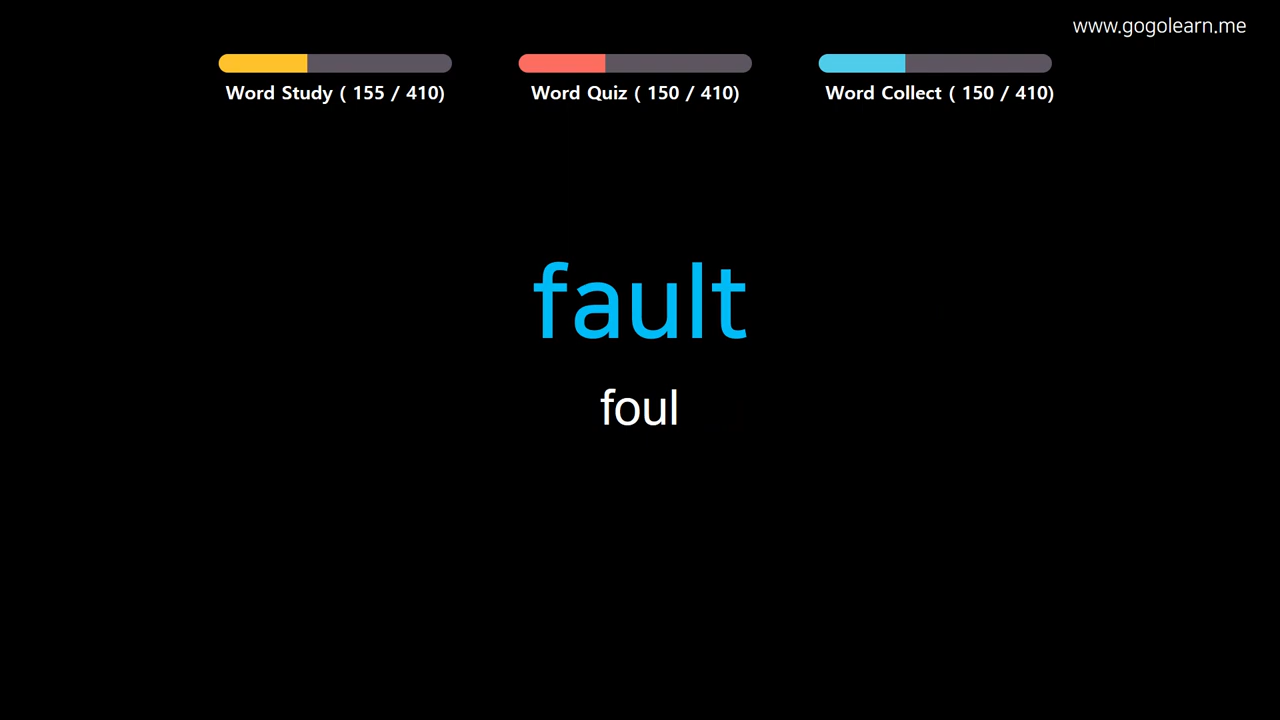 www.gogolearn.me
Word Study ( 155 / 410)
Word Quiz ( 150 / 410)
Word Collect ( 150 / 410)
fault
foul